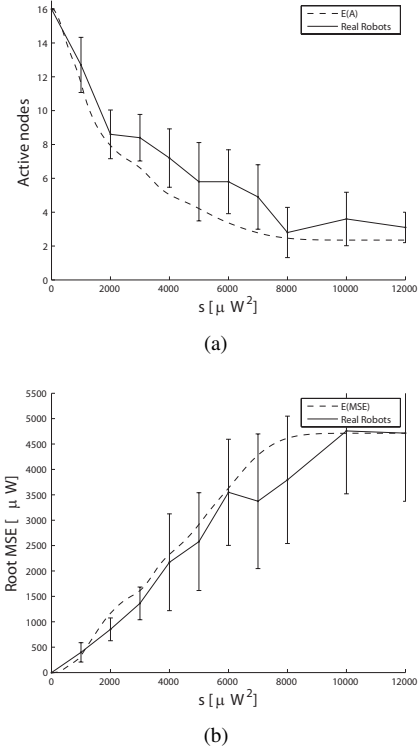 E(A)
Real Robots
16
14
12
10
8
6
4
2
0
Active nodes
0 2000 4000 6000 8000 10000 12000
s [μ W²]
(a)
E(MSE)
Real Robots
5500
5000
4500
4000
3500
3000
2500
2000
1500
1000
500
0
Root MSE [ μ W]
0 2000 4000 6000 8000 10000 12000
s [μ W²]
(b)